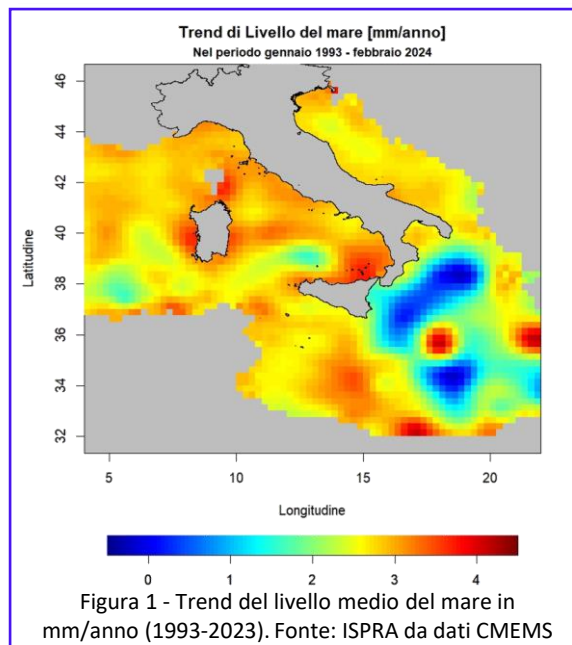 Trend di Livello del mare [mm/anno]
Nel periodo gennaio 1993 - febbraio 2024
46
44
42
40
38
36
34
32
Latitudine
5
10
15
20
Longitudine
0
1
2
3
4
Figura 1 - Trend del livello medio del mare in
mm/anno (1993-2023). Fonte: ISPRA da dati CMEMS